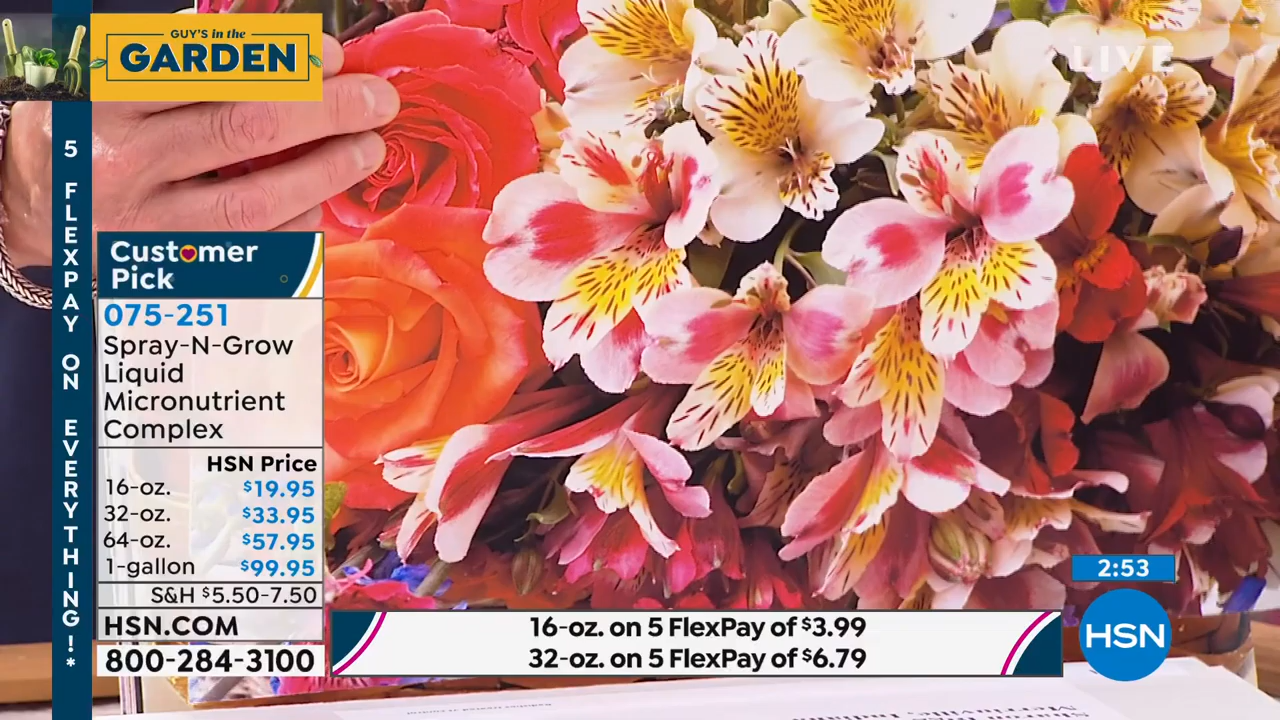 GUY'S in the
GARDEN
LIVE
5 FLEXPAY ON EVERYTHING!*
Customer
Pick
075-251
Spray-N-Grow
Liquid
Micronutrient
Complex
HSN Price
16-oz. $19.95
32-oz. $33.95
64-oz. $57.95
1-gallon $99.95
S&H $5.50-7.50
HSN.COM
800-284-3100
16-oz. on 5 FlexPay of $3.99
32-oz. on 5 FlexPay of $6.79
2:53
HSN